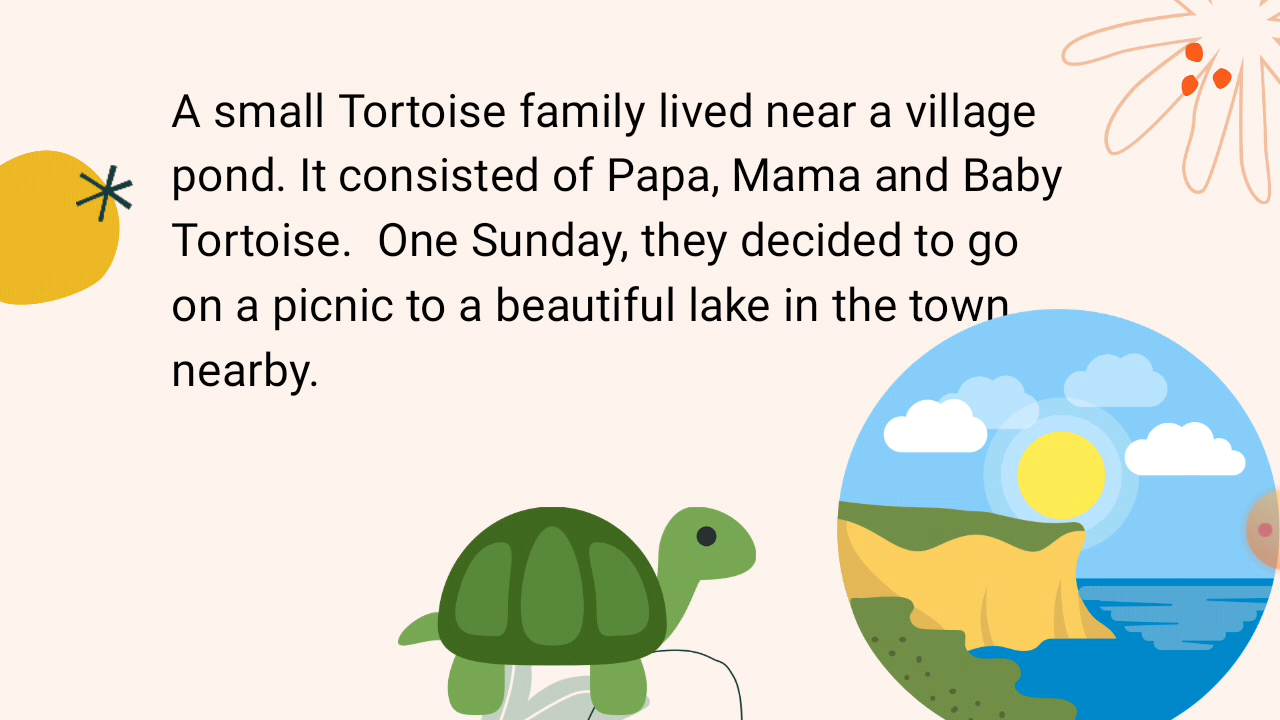 A small Tortoise family lived near a village
pond. It consisted of Papa, Mama and Baby
Tortoise.  One Sunday, they decided to go
on a picnic to a beautiful lake in the town
nearby.